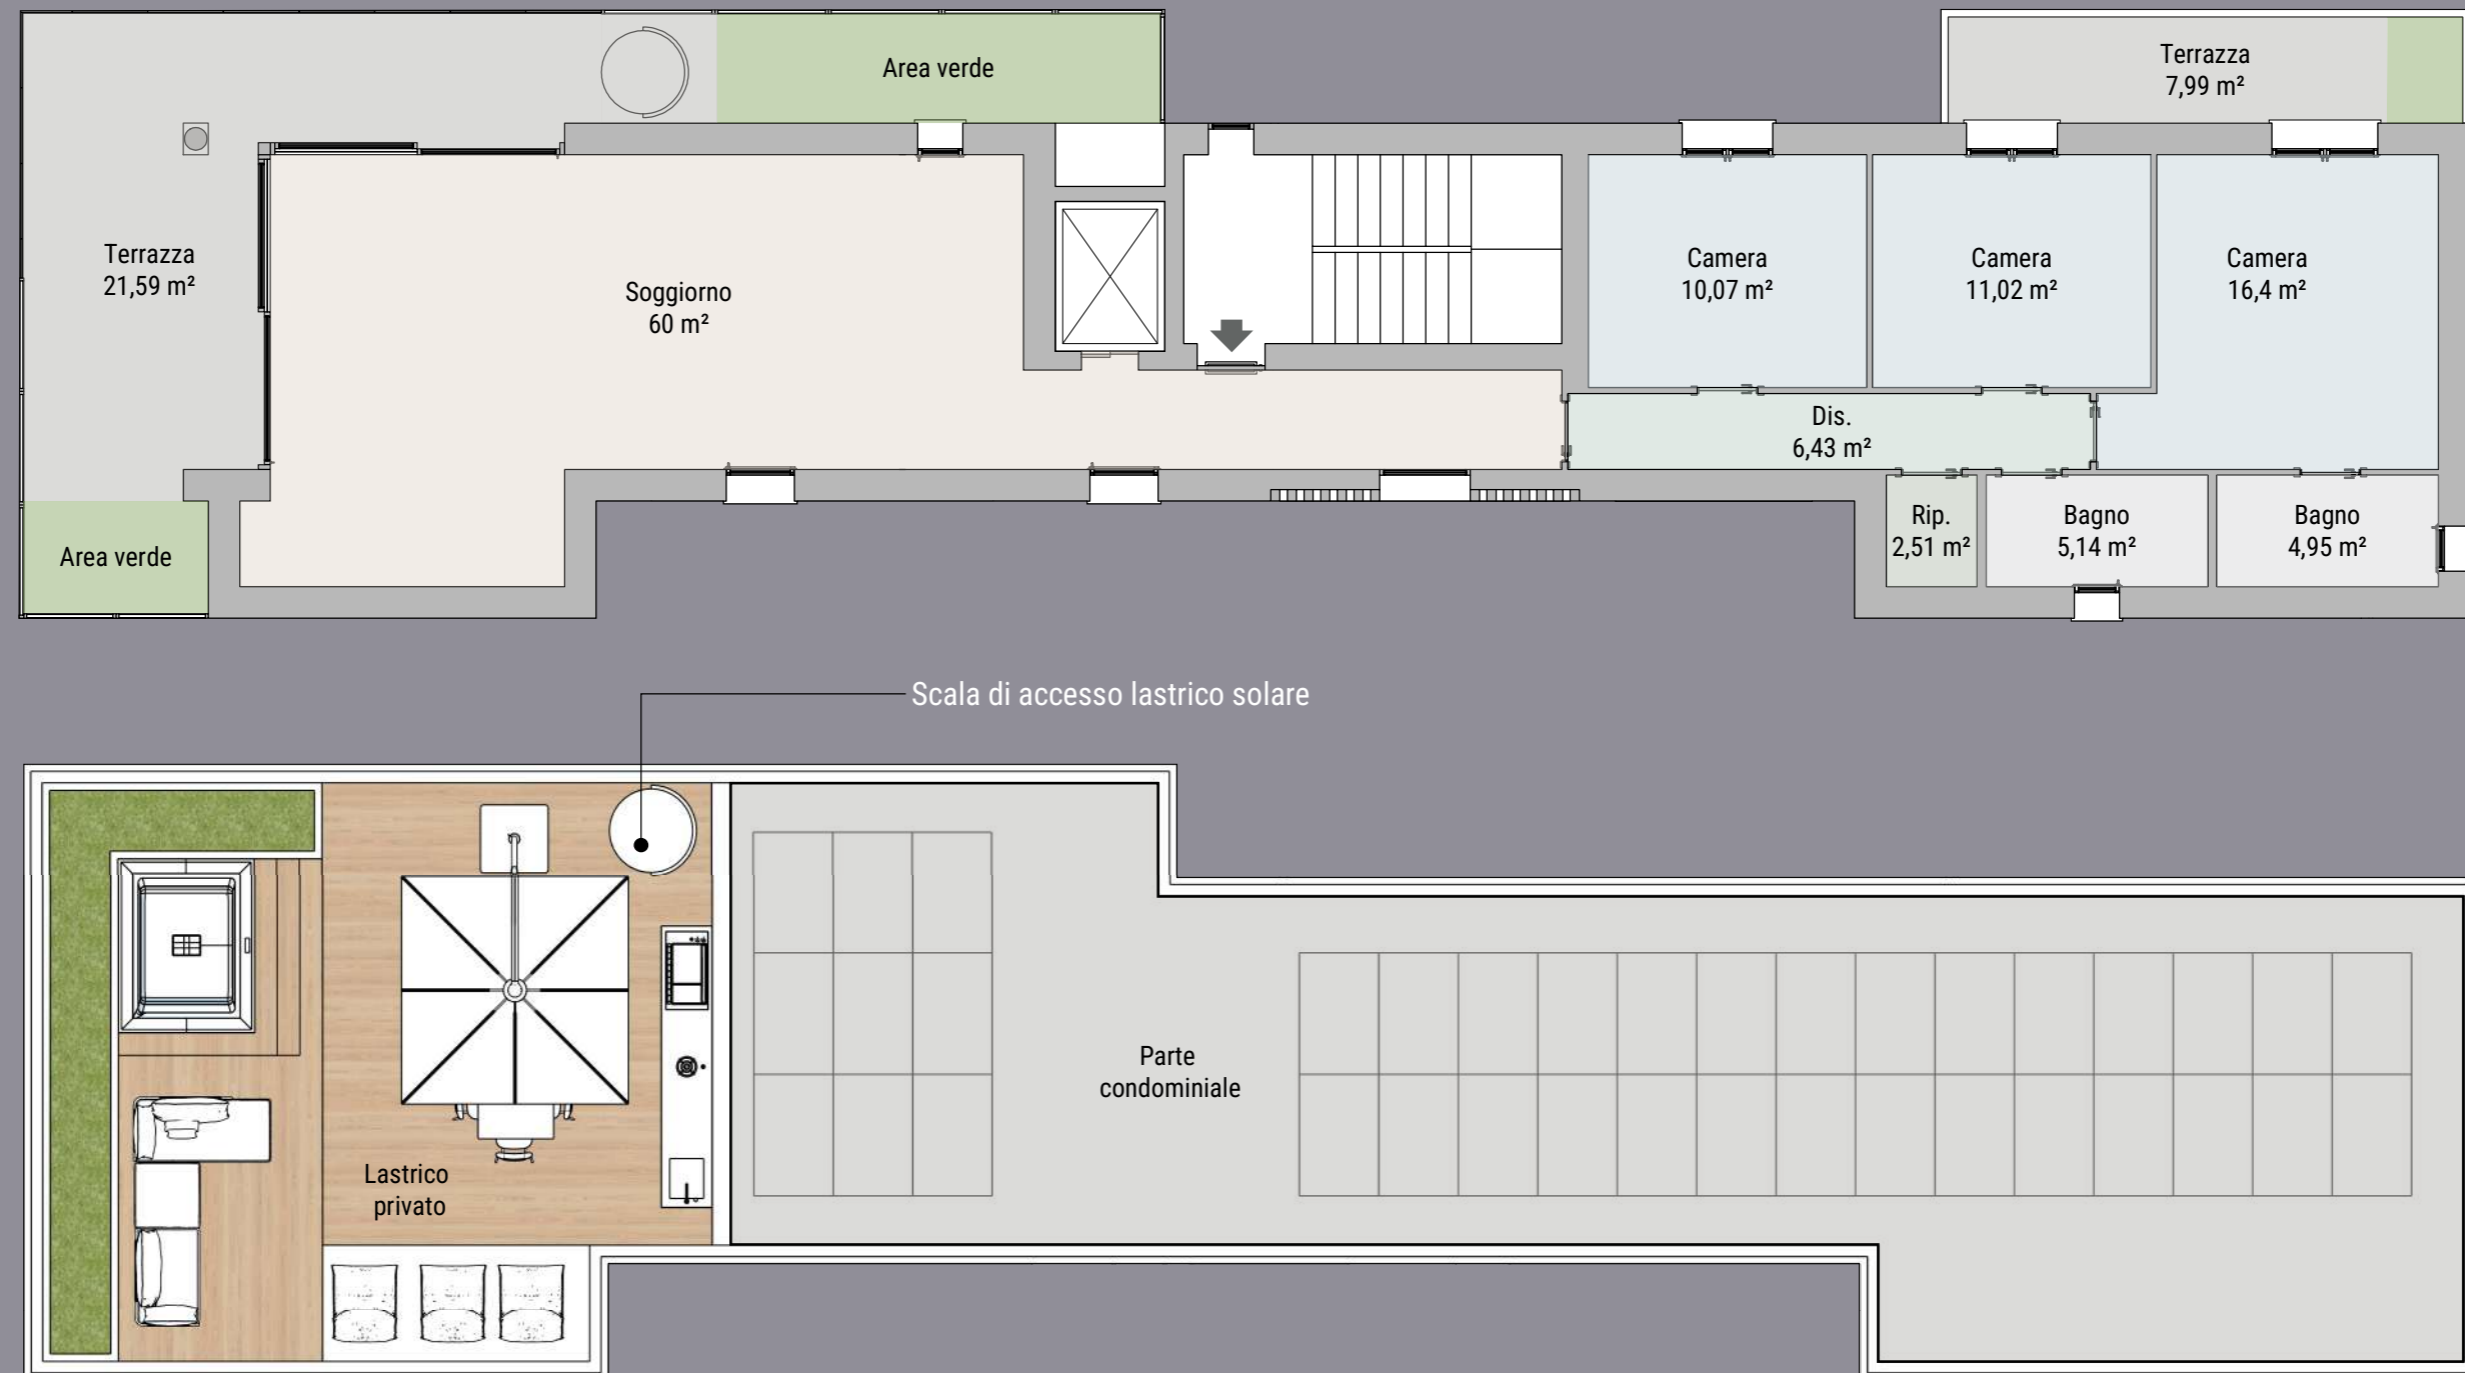 Area verde
Terrazza
7,99 m²
Terrazza
21,59 m²
Soggiorno
60 m²
Camera
10,07 m²
Camera
11,02 m²
Camera
16,4 m²
Dis.
6,43 m²
Area verde
Rip.
2,51 m²
Bagno
5,14 m²
Bagno
4,95 m²
Scala di accesso lastrico solare
Parte
condominiale
Lastrico
privato